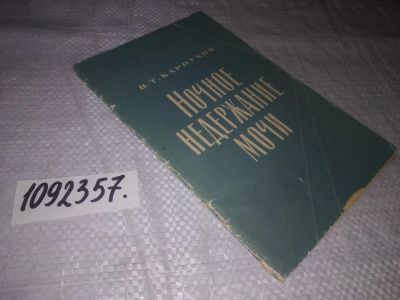 В.Т. КАРПУХИН
НОЧНОЕ
НЕДЕРЖАНИЕ
МОЧИ
1092357.